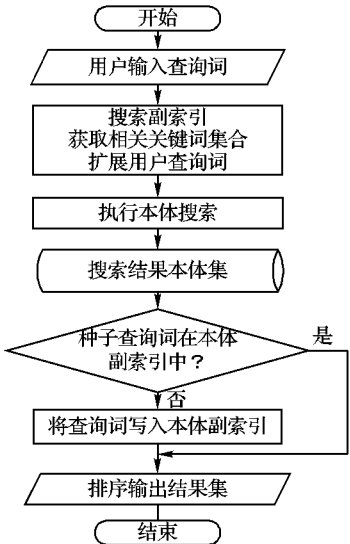 开始
用户输入查询词
搜索副索引
获取相关关键词集合
扩展用户查询词
执行本体搜索
搜索结果本体集
种子查询词在本体
副索引中?
是
否
将查询词写入本体副索引
排序输出结果集
结束